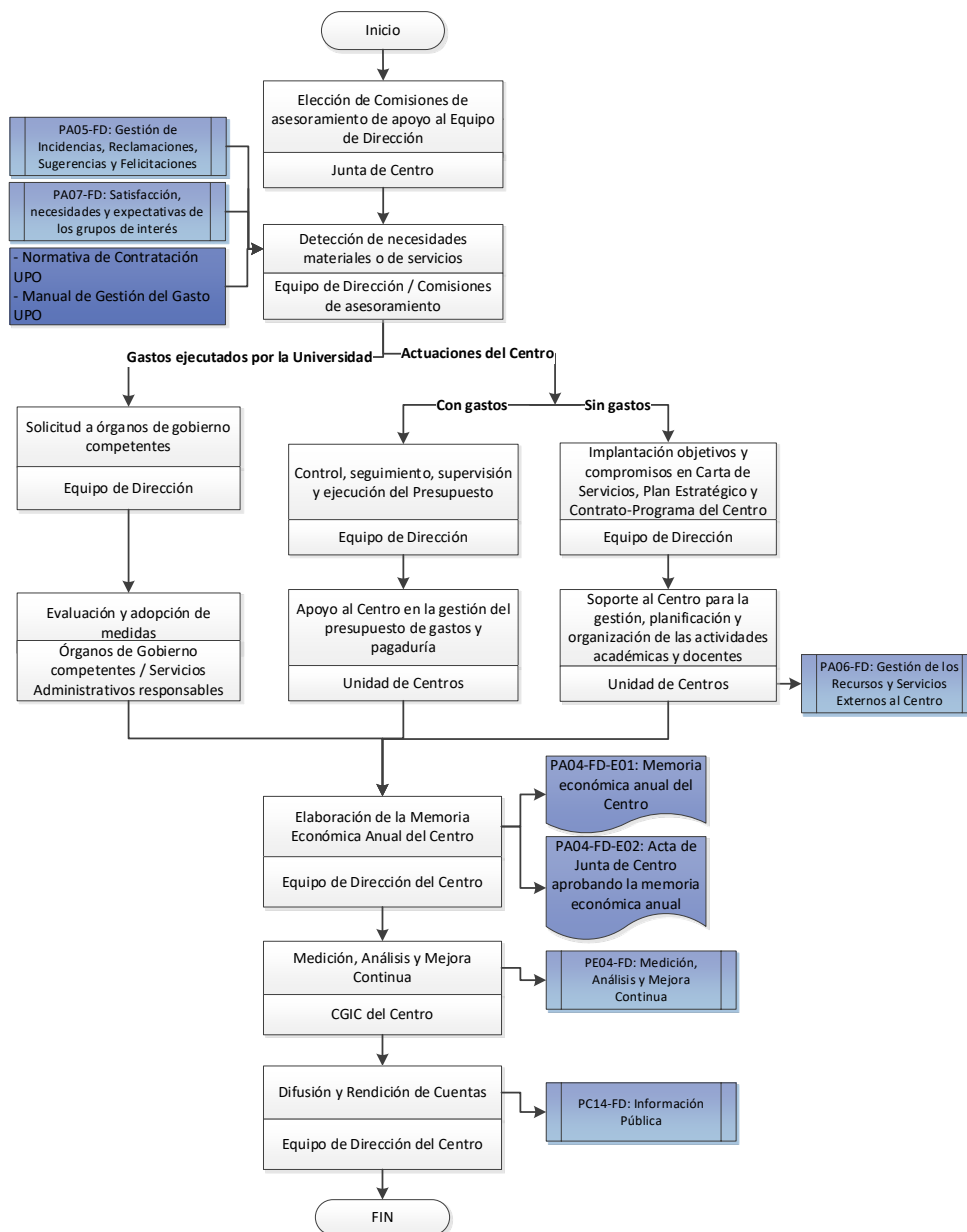 Inicio
Elección de Comisiones de
asesoramiento de apoyo al Equipo
de Dirección
Junta de Centro
PA05-FD: Gestión de
Incidencias, Reclamaciones,
Sugerencias y Felicitaciones
PA07-FD: Satisfacción,
necesidades y expectativas de
los grupos de interés
- Normativa de Contratación
UPO
- Manual de Gestión del Gasto
UPO
Detección de necesidades
materiales o de servicios
Equipo de Dirección / Comisiones
de asesoramiento
Gastos ejecutados por la Universidad
Actuaciones del Centro
Con gastos
Sin gastos
Solicitud a órganos de gobierno
competentes
Equipo de Dirección
Control, seguimiento, supervisión
y ejecución del Presupuesto
Equipo de Dirección
Implantación objetivos y
compromisos en Carta de
Servicios, Plan Estratégico y
Contrato-Programa del Centro
Equipo de Dirección
Evaluación y adopción de
medidas
Órganos de Gobierno
competentes / Servicios
Administrativos responsables
Apoyo al Centro en la gestión del
presupuesto de gastos y
pagaduría
Unidad de Centros
Soporte al Centro para la
gestión, planificación y
organización de las actividades
académicas y docentes
Unidad de Centros
PA06-FD: Gestión de los
Recursos y Servicios
Externos al Centro
Elaboración de la Memoria
Económica Anual del Centro
Equipo de Dirección del Centro
PA04-FD-E01: Memoria
económica anual del
Centro
PA04-FD-E02: Acta de
Junta de Centro
aprobando la memoria
económica anual
Medición, Análisis y Mejora
Continua
CGIC del Centro
PE04-FD: Medición,
Análisis y Mejora
Continua
Difusión y Rendición de Cuentas
Equipo de Dirección del Centro
PC14-FD: Información
Pública
FIN